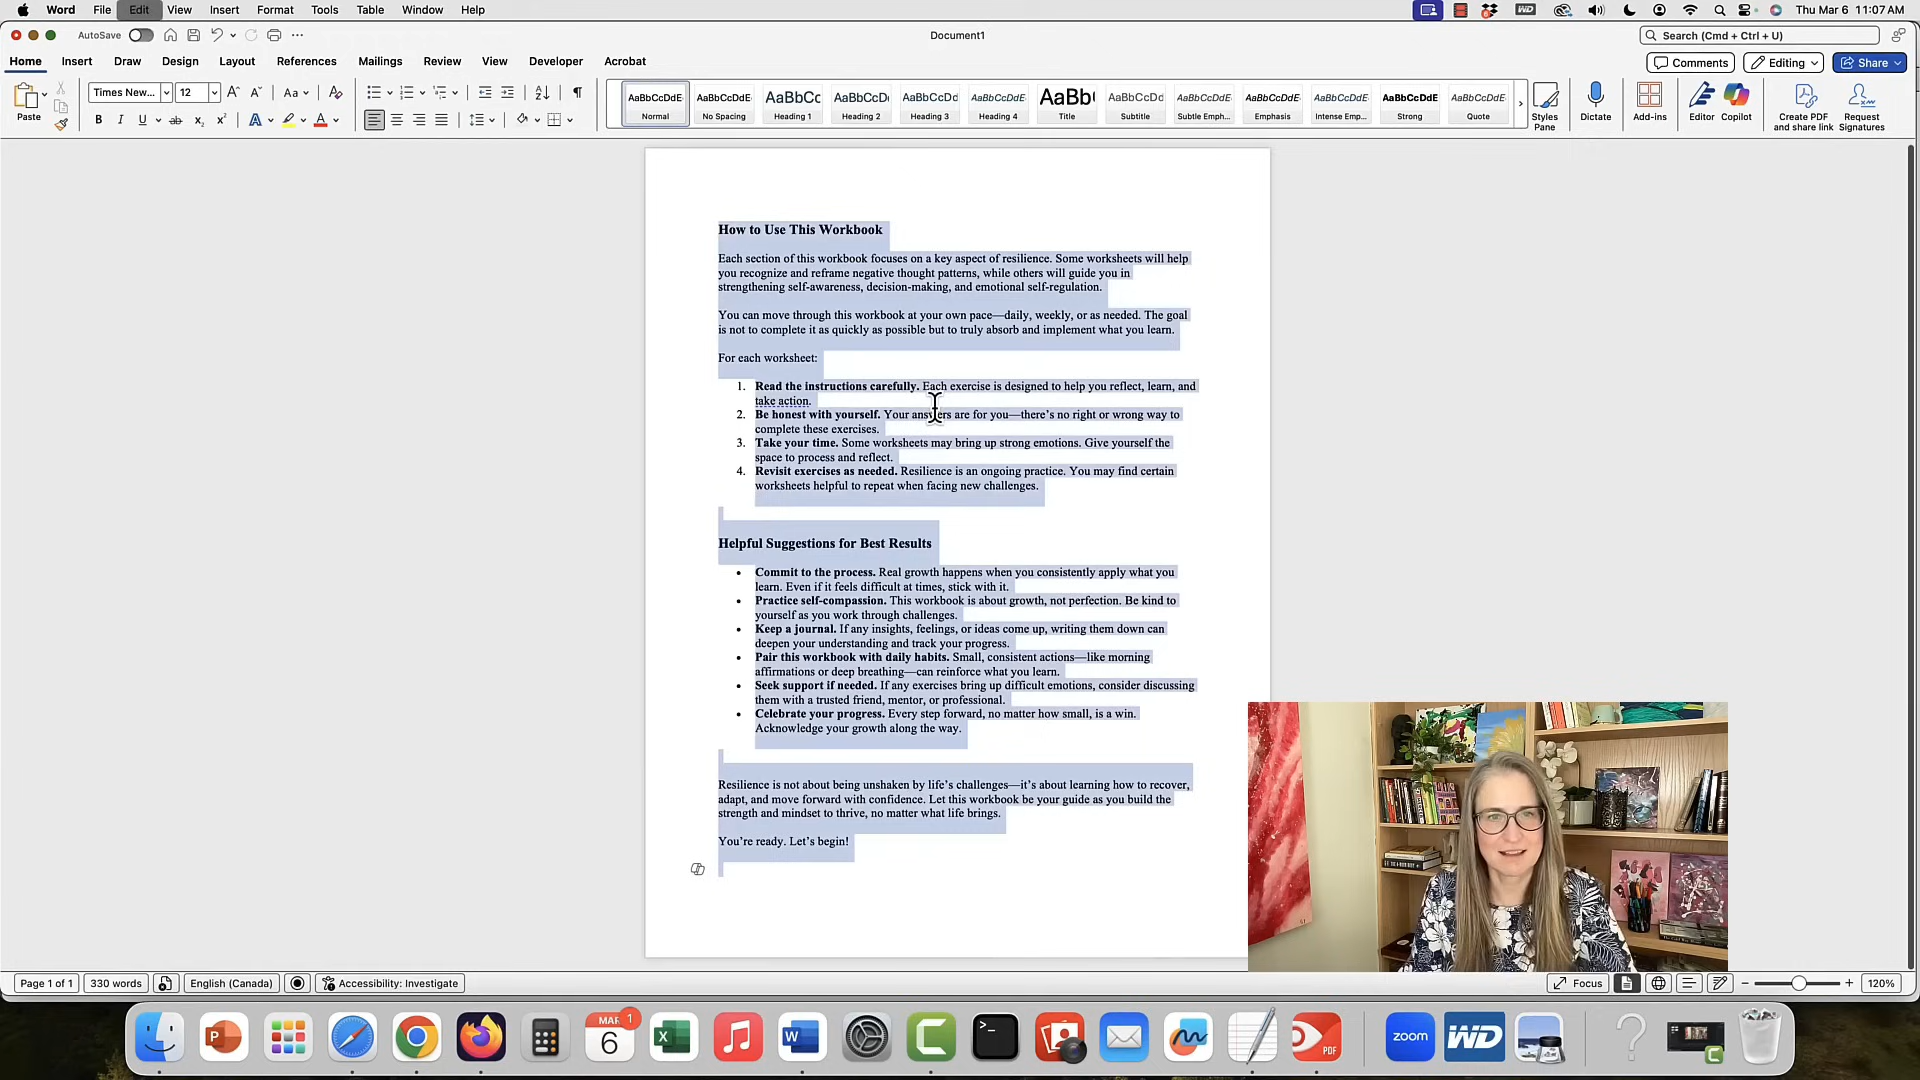 Word File Edit View Insert Format Tools Table Window Help WD Thu Mar 6 11:07 AM
AutoSave Document1 Search (Cmd + Ctrl + U)
Home Insert Draw Design Layout References Mailings Review View Developer Acrobat Comments Editing Share
Paste Times New... 12 Aa
AaBbCcDdE AaBbCcDdE AaBbCc AaBbCcD AaBbCcDd AaBbCcDdE AaBb( AaBbCcDd AaBbCcDdE AaBbCcDdE AaBbCcDdE AaBbCcDdE AaBbCcDdE
Normal No Spacing Heading 1 Heading 2 Heading 3 Heading 4 Title Subtitle Subtle Emph... Emphasis Intense Emp... Strong Quote
Styles Pane Dictate Add-ins Editor Copilot Create PDF and share link Request Signatures
B I U ab x₂ x² A A
How to Use This Workbook
Each section of this workbook focuses on a key aspect of resilience. Some worksheets will help
you recognize and reframe negative thought patterns, while others will guide you in
strengthening self-awareness, decision-making, and emotional self-regulation.
You can move through this workbook at your own pace—daily, weekly, or as needed. The goal
is not to complete it as quickly as possible but to truly absorb and implement what you learn.
For each worksheet:
1. Read the instructions carefully. Each exercise is designed to help you reflect, learn, and
take action.
2. Be honest with yourself. Your answers are for you—there’s no right or wrong way to
complete these exercises.
3. Take your time. Some worksheets may bring up strong emotions. Give yourself the
space to process and reflect.
4. Revisit exercises as needed. Resilience is an ongoing practice. You may find certain
worksheets helpful to repeat when facing new challenges.
Helpful Suggestions for Best Results
• Commit to the process. Real growth happens when you consistently apply what you
learn. Even if it feels difficult at times, stick with it.
• Practice self-compassion. This workbook is about growth, not perfection. Be kind to
yourself as you work through challenges.
• Keep a journal. If any insights, feelings, or ideas come up, writing them down can
deepen your understanding and track your progress.
• Pair this workbook with daily habits. Small, consistent actions—like morning
affirmations or deep breathing—can reinforce what you learn.
• Seek support if needed. If any exercises bring up difficult emotions, consider discussing
them with a trusted friend, mentor, or professional.
• Celebrate your progress. Every step forward, no matter how small, is a win.
Acknowledge your growth along the way.
Resilience is not about being unshaken by life’s challenges—it’s about learning how to recover,
adapt, and move forward with confidence. Let this workbook be your guide as you build the
strength and mindset to thrive, no matter what life brings.
You’re ready. Let’s begin!
Page 1 of 1 330 words English (Canada) Accessibility: Investigate Focus 120%
MAR 1
6
zoom WD
PDF